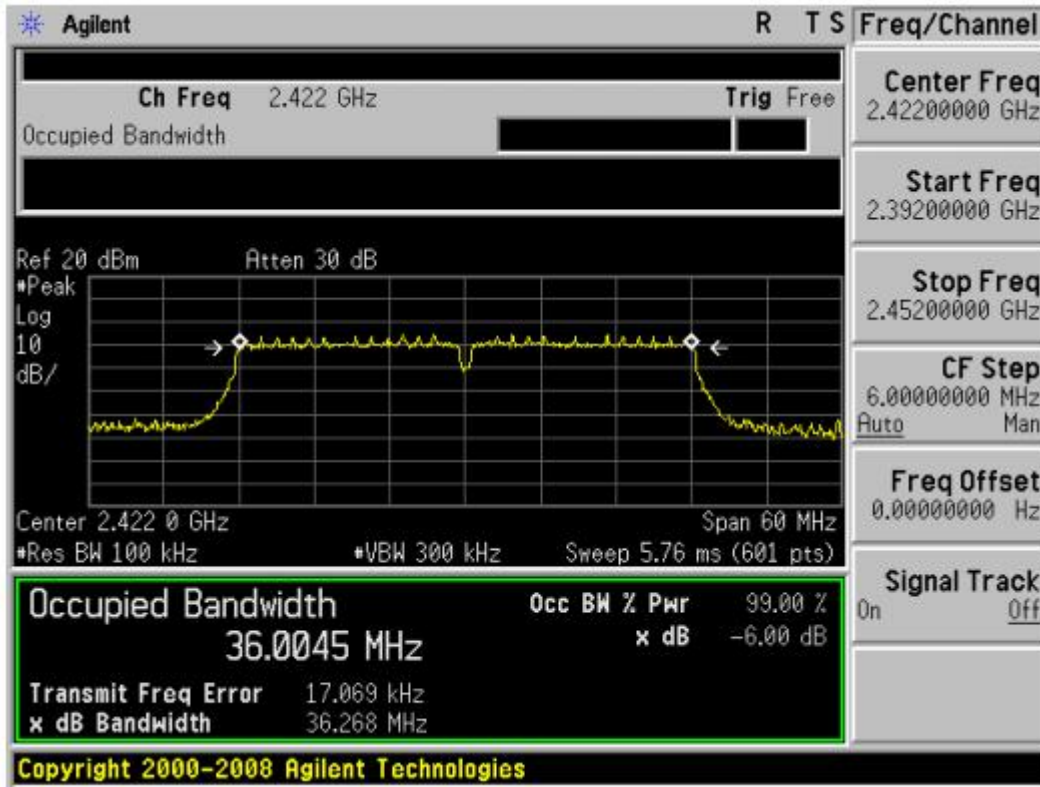 Agilent R T S
Ch Freq 2.422 GHz Trig Free
Occupied Bandwidth
Ref 20 dBm Atten 30 dB
*Peak
Log
10
dB/
Center 2.422 0 GHz Span 60 MHz
*Res BW 100 kHz *VBW 300 kHz Sweep 5.76 ms (601 pts)
Occupied Bandwidth Occ BW % Pwr 99.00 %
36.0045 MHz x dB -6.00 dB
Transmit Freq Error 17.069 kHz
x dB Bandwidth 36.268 MHz
Copyright 2000-2008 Agilent Technologies
Freq/Channel
Center Freq
2.42200000 GHz
Start Freq
2.39200000 GHz
Stop Freq
2.45200000 GHz
CF Step
6.00000000 MHz
Auto Man
Freq Offset
0.00000000 Hz
Signal Track
On Off